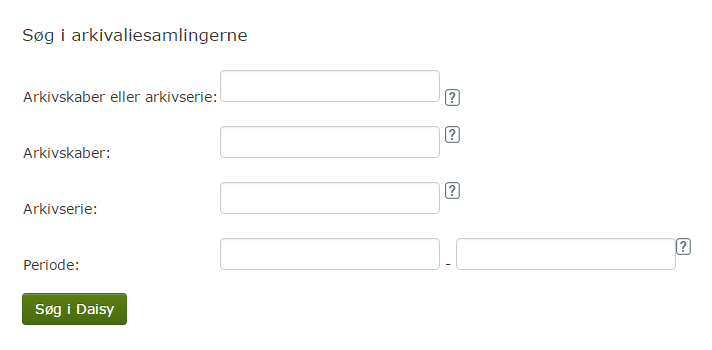 Søg i arkivaliesamlingerne
Arkivskaber eller arkivserie: ?
Arkivskaber: ?
Arkivserie: ?
Periode: - ?
Søg i Daisy